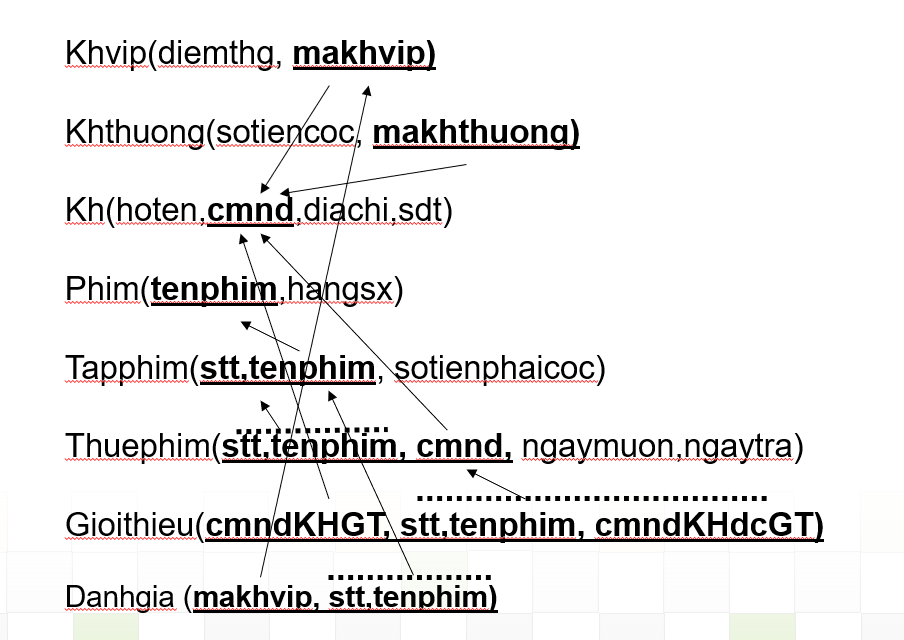 Khvip(diemthg, makhvip)
Khthuong(sotiencoc, makhthuong)
Kh(hoten,cmnd,diachi,sdt)
Phim(tenphim,hangsx)
Tapphim(stt,tenphim, sotienphaicoc)
Thuephim(stt,tenphim, cmnd, ngaymuon,ngaytra)
Gioithieu(cmndKHGT, stt,tenphim, cmndKHdcGT)
Danhgia (makhvip, stt,tenphim)